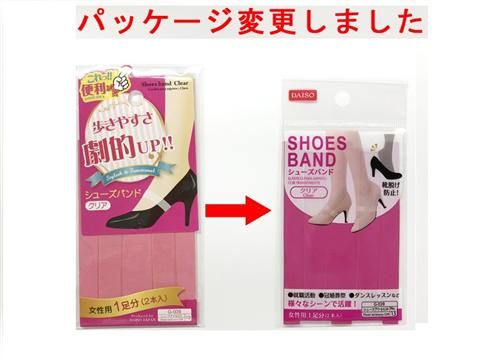 パッケージ変更しました
これっ!!
便利
Shoes band Clear
歩きやすさ
劇的UP!!
Stylish & Functional
シューズバンド
クリア
女性用1足分(2本入)
Produced by
DAISO JAPAN
G-009
DAISO
SHOES
BAND
シューズバンド
クリア
Clear
靴脱げ
防止!
●就職活動 ●冠婚葬祭 ●ダンスレッスンなど
様々なシーンで活躍!
女性用1足分(2本入)
G-009